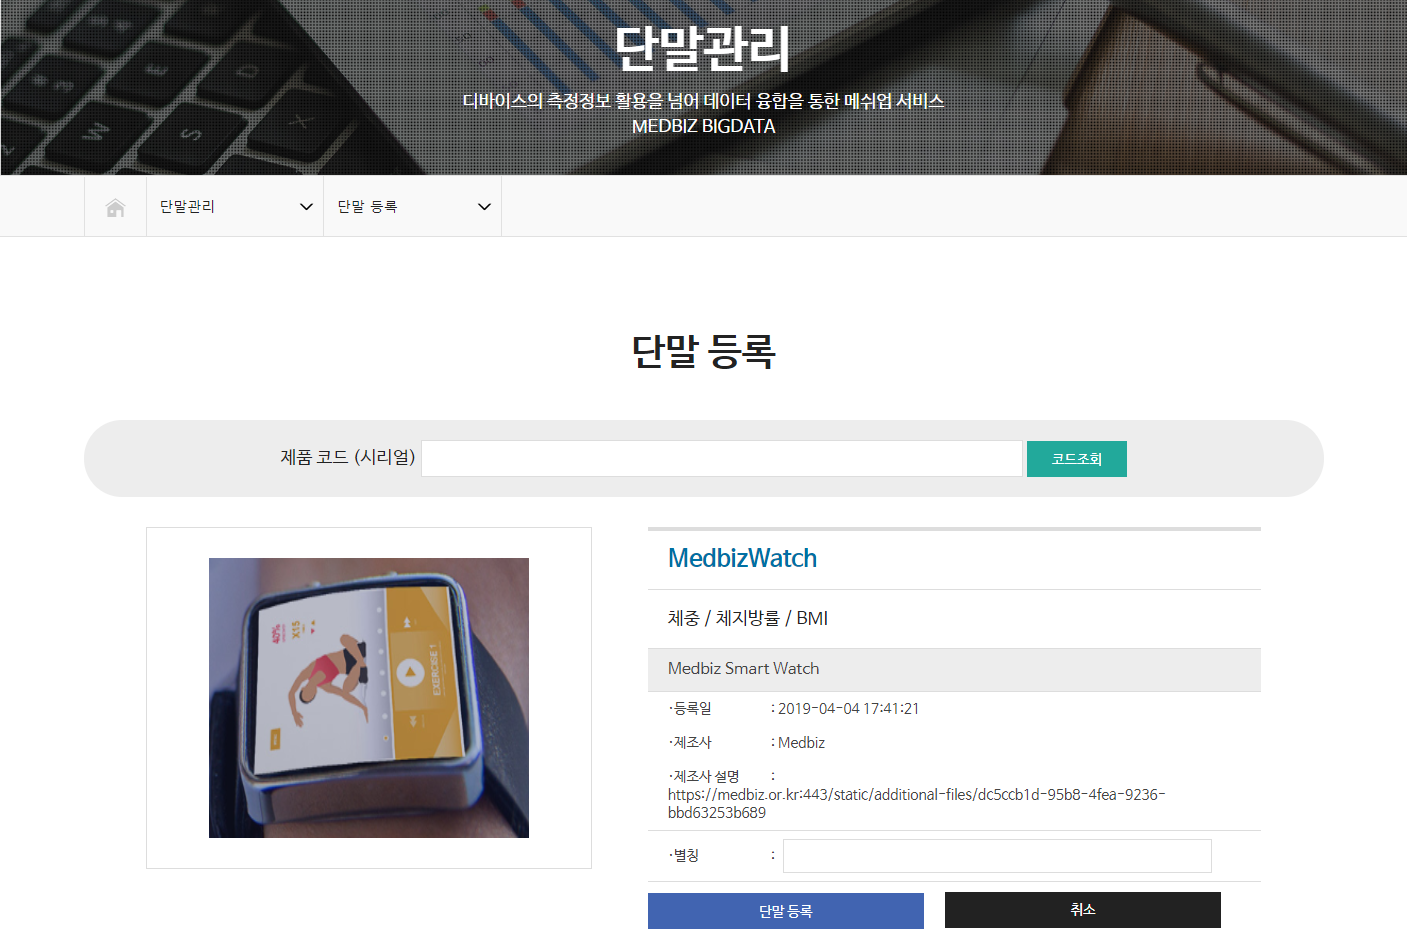 단말관리
디바이스의 측정정보 활용을 넘어 데이터 융합을 통한 메쉬업 서비스
MEDBIZ BIGDATA
단말관리
단말 등록
단말 등록
제품 코드 (시리얼)
코드조회
MedbizWatch
체중 / 체지방률 / BMI
Medbiz Smart Watch
·등록일 : 2019-04-04 17:41:21
·제조사 : Medbiz
·제조사 설명 :
https://medbiz.or.kr:443/static/additional-files/dc5ccb1d-95b8-4fea-9236-
bbd63253b689
·별칭 :
단말 등록
취소
40%
X15
EXERCISE 1